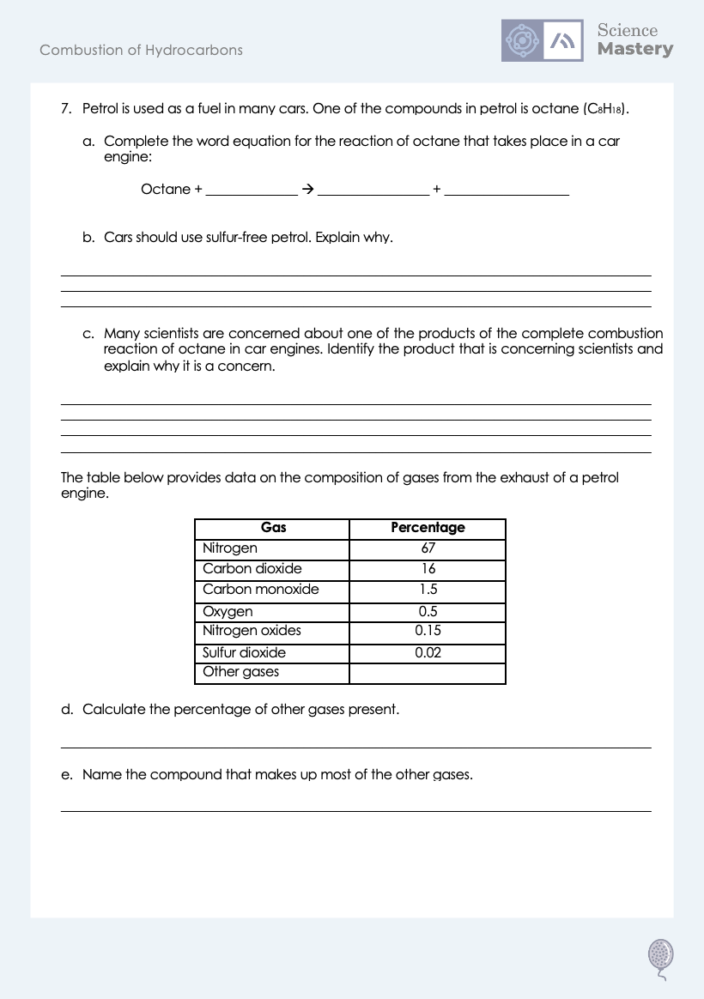 Combustion of Hydrocarbons
Science
Mastery
7. Petrol is used as a fuel in many cars. One of the compounds in petrol is octane (C₈H₁₈).
a. Complete the word equation for the reaction of octane that takes place in a car
engine:
Octane + ____________ → ______________ + ________________
b. Cars should use sulfur-free petrol. Explain why.
c. Many scientists are concerned about one of the products of the complete combustion
reaction of octane in car engines. Identify the product that is concerning scientists and
explain why it is a concern.
The table below provides data on the composition of gases from the exhaust of a petrol
engine.
Gas Percentage
Nitrogen 67
Carbon dioxide 16
Carbon monoxide 1.5
Oxygen 0.5
Nitrogen oxides 0.15
Sulfur dioxide 0.02
Other gases
d. Calculate the percentage of other gases present.
e. Name the compound that makes up most of the other gases.